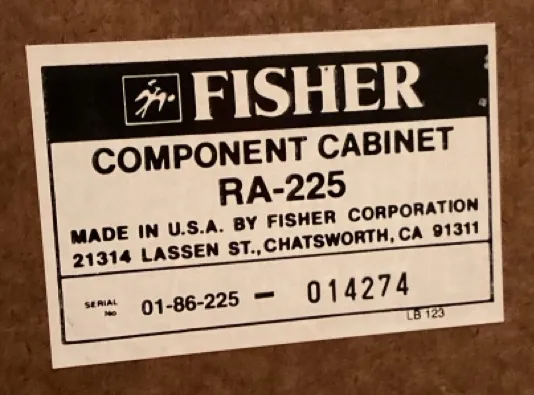 FISHER
COMPONENT CABINET
RA-225
MADE IN U.S.A. BY FISHER CORPORATION
21314 LASSEN ST., CHATSWORTH, CA 91311
SERIAL No 01-86-225 — 014274
LB 123